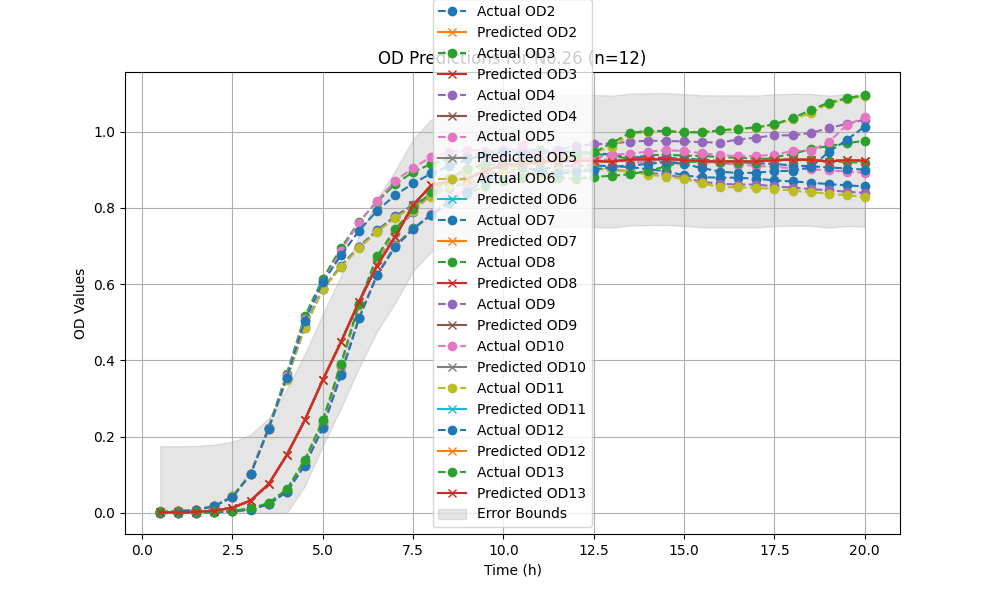 OD Predictions for No.26 (n=12)
Actual OD2
Predicted OD2
Actual OD3
Predicted OD3
Actual OD4
Predicted OD4
Actual OD5
Predicted OD5
Actual OD6
Predicted OD6
Actual OD7
Predicted OD7
Actual OD8
Predicted OD8
Actual OD9
Predicted OD9
Actual OD10
Predicted OD10
Actual OD11
Predicted OD11
Actual OD12
Predicted OD12
Actual OD13
Predicted OD13
Error Bounds
OD Values
1.0
0.8
0.6
0.4
0.2
0.0
0.0 2.5 5.0 7.5 10.0 12.5 15.0 17.5 20.0
Time (h)